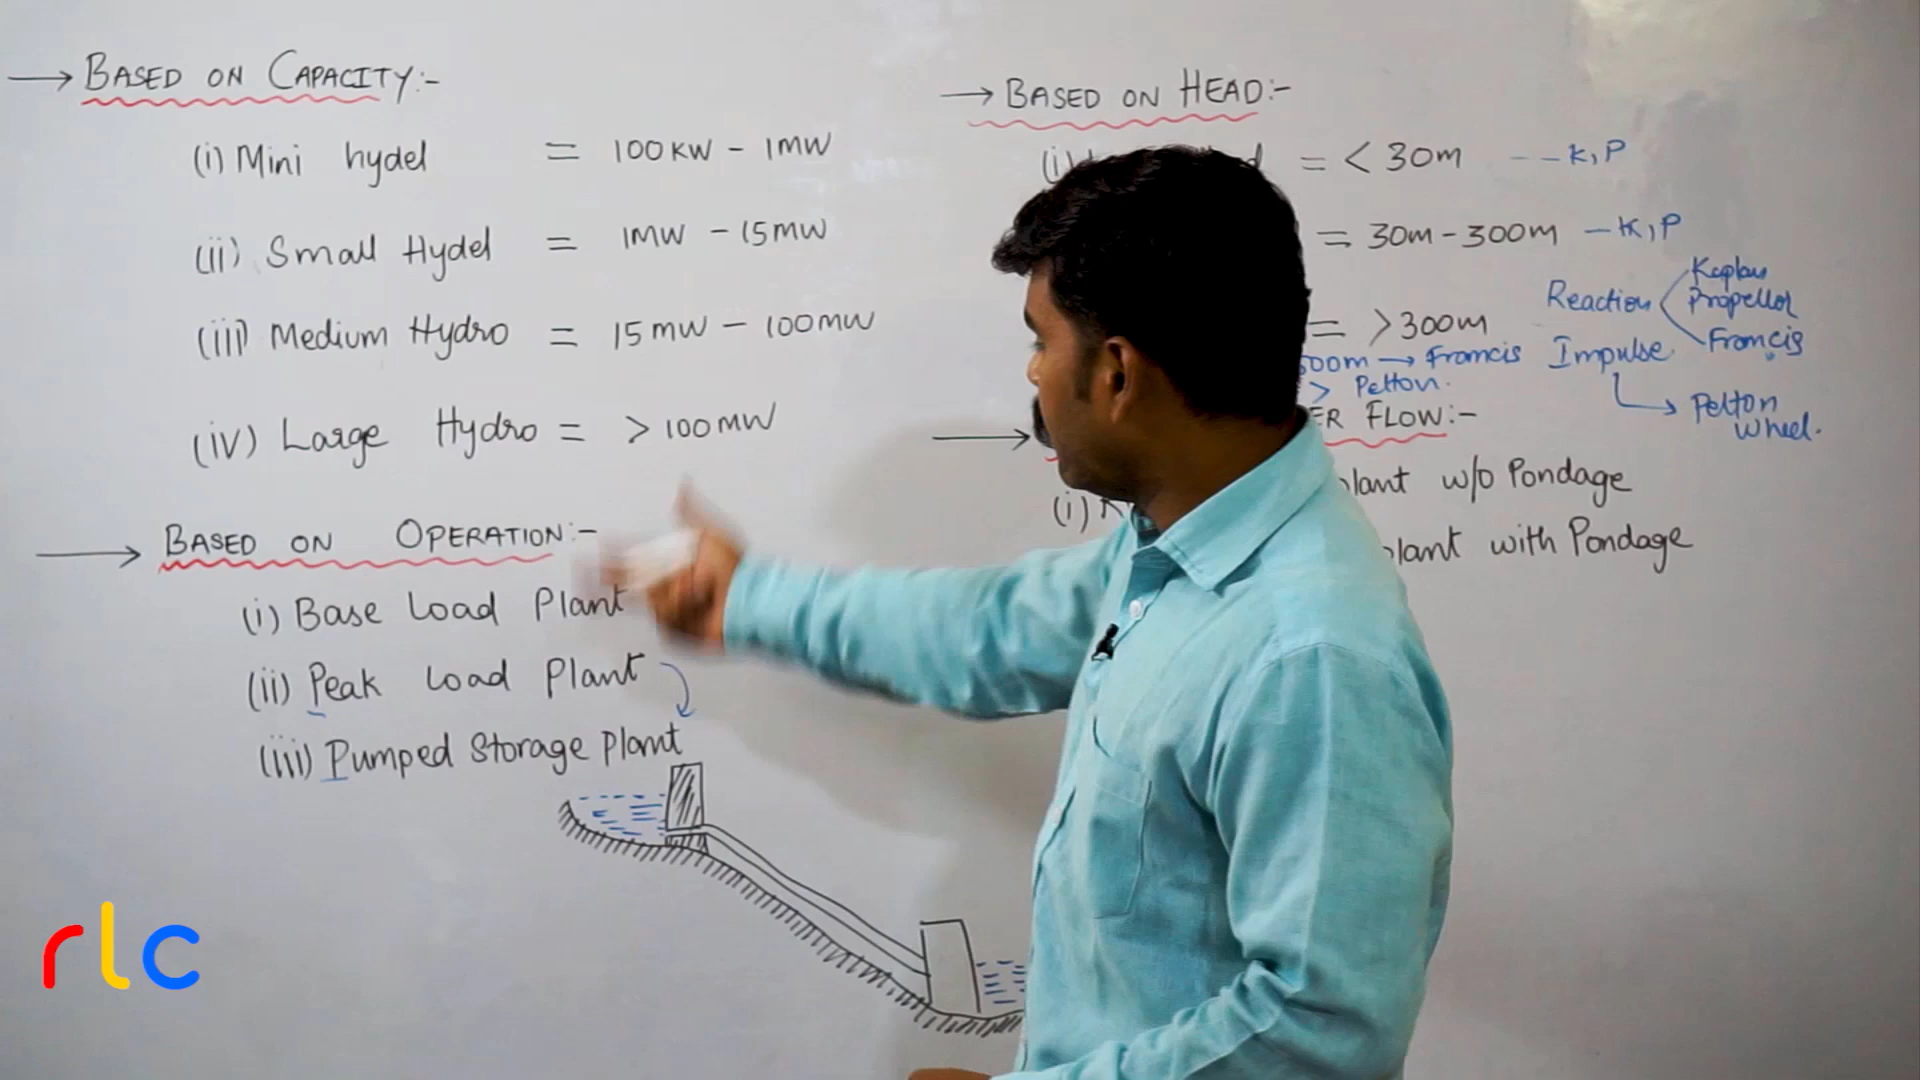 → BASED ON CAPACITY:-
(i) Mini hydel = 100KW - 1MW
(ii) Small Hydel = 1MW - 15MW
(iii) Medium Hydro = 15MW - 100MW
(iv) Large Hydro = > 100MW
→ BASED ON OPERATION:-
(i) Base Load Plant
(ii) Peak Load Plant
(iii) Pumped Storage Plant
→ BASED ON HEAD:-
(i) = < 30m -- K, P
= 30m - 300m - K, P
= > 300m
500m → Francis
> Pelton.
Reaction Kaplan
Propellor
Francis
Impulse
→ Pelton
Wheel.
→ ER FLOW:-
(i) lant w/o Pondage
lant with Pondage
rlc